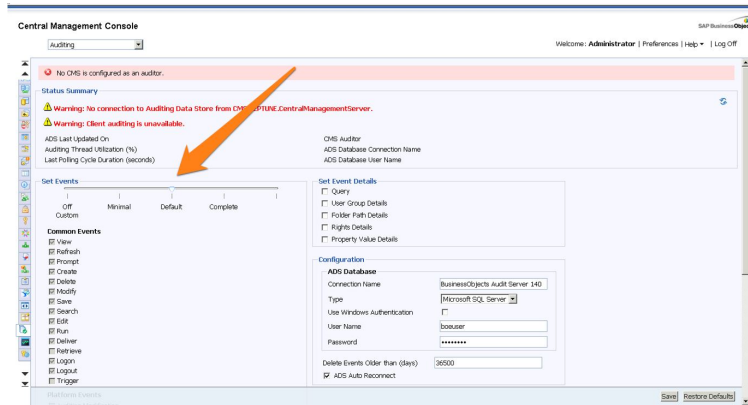 Central Management Console
SAP BusinessObje
Auditing
Welcome: Administrator | Preferences | Help | Log Off
No CMS is configured as an auditor.
Status Summary
Warning: No connection to Auditing Data Store from CMS NEPTUNE.CentralManagementServer.
Warning: Client auditing is unavailable.
ADS Last Updated On
CMS Auditor
Auditing Thread Utilization (%)
ADS Database Connection Name
Last Polling Cycle Duration (seconds)
ADS Database User Name
Set Events
Off
Minimal
Default
Complete
Custom
Common Events
View
Refresh
Prompt
Create
Delete
Modify
Save
Search
Edit
Run
Deliver
Retrieve
Logon
Logout
Trigger
Platform Events
Set Event Details
Query
User Group Details
Folder Path Details
Rights Details
Property Value Details
Configuration
ADS Database
Connection Name BusinessObjects Audit Server 140
Type Microsoft SQL Server
Use Windows Authentication
User Name boeuser
Password ••••••••
Delete Events Older than (days) 36500
ADS Auto Reconnect
Save Restore Defaults